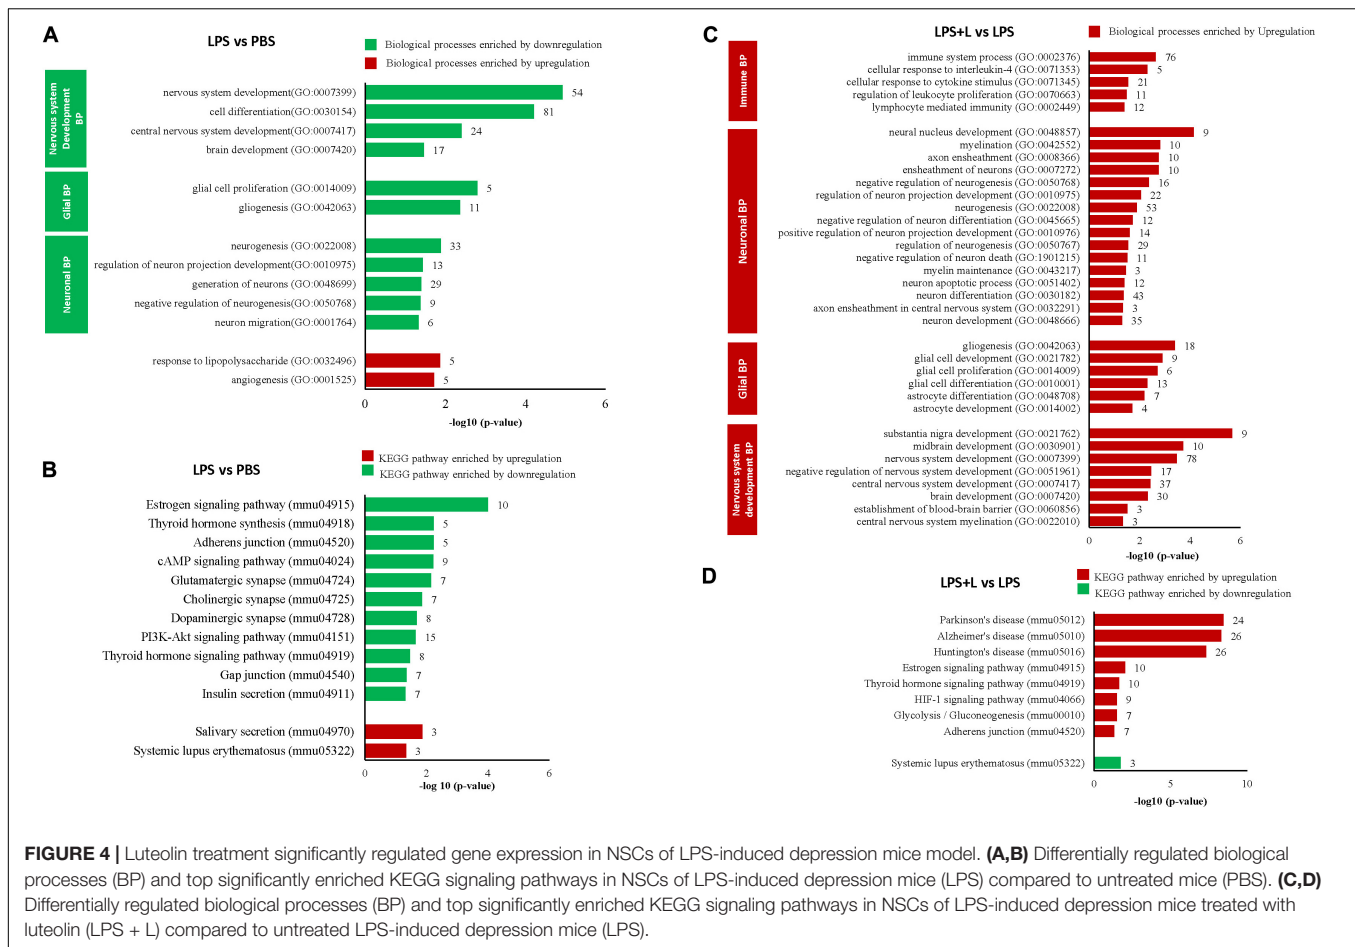 A
LPS vs PBS
Biological processes enriched by downregulation
Biological processes enriched by upregulation
Nervous system
Development
BP
nervous system development(GO:0007399)
54
cell differentiation(GO:0030154)
81
central nervous system development(GO:0007417)
24
brain development (GO:0007420)
17
Glial BP
glial cell proliferation (GO:0014009)
5
gliogenesis (GO:0042063)
11
Neuronal BP
neurogenesis (GO:0022008)
33
regulation of neuron projection development(GO:0010975)
13
generation of neurons (GO:0048699)
29
negative regulation of neurogenesis(GO:0050768)
9
neuron migration(GO:0001764)
6
response to lipopolysaccharide (GO:0032496)
5
angiogenesis (GO:0001525)
5
0 2 4 6
-log10 (p-value)
B
LPS vs PBS
KEGG pathway enriched by upregulation
KEGG pathway enriched by downregulation
Estrogen signaling pathway (mmu04915)
10
Thyroid hormone synthesis (mmu04918)
5
Adherens junction (mmu04520)
5
cAMP signaling pathway (mmu04024)
9
Glutamatergic synapse (mmu04724)
7
Cholinergic synapse (mmu04725)
7
Dopaminergic synapse (mmu04728)
8
PI3K-Akt signaling pathway (mmu04151)
15
Thyroid hormone signaling pathway (mmu04919)
8
Gap junction (mmu04540)
7
Insulin secretion (mmu04911)
7
Salivary secretion (mmu04970)
3
Systemic lupus erythematosus (mmu05322)
3
0 2 4 6
-log 10 (p-value)
C
LPS+L vs LPS
Biological processes enriched by Upregulation
Immune BP
immune system process (GO:0002376)
76
cellular response to interleukin-4 (GO:0071353)
5
cellular response to cytokine stimulus (GO:0071345)
21
regulation of leukocyte proliferation (GO:0070663)
11
lymphocyte mediated immunity (GO:0002449)
12
Neuronal BP
neural nucleus development (GO:0048857)
9
myelination (GO:0042552)
10
axon ensheathment (GO:0008366)
10
ensheathment of neurons (GO:0007272)
10
negative regulation of neurogenesis (GO:0050768)
16
regulation of neuron projection development (GO:0010975)
22
neurogenesis (GO:0022008)
53
negative regulation of neuron differentiation (GO:0045665)
12
positive regulation of neuron projection development (GO:0010976)
14
regulation of neurogenesis (GO:0050767)
29
negative regulation of neuron death (GO:1901215)
11
myelin maintenance (GO:0043217)
3
neuron apoptotic process (GO:0051402)
12
neuron differentiation (GO:0030182)
43
axon ensheathment in central nervous system (GO:0032291)
3
neuron development (GO:0048666)
35
Glial BP
gliogenesis (GO:0042063)
18
glial cell development (GO:0021782)
9
glial cell proliferation (GO:0014009)
6
glial cell differentiation (GO:0010001)
13
astrocyte differentiation (GO:0048708)
7
astrocyte development (GO:0014002)
4
Nervous system
development BP
substantia nigra development (GO:0021762)
9
midbrain development (GO:0030901)
10
nervous system development (GO:0007399)
78
negative regulation of nervous system development (GO:0051961)
17
central nervous system development (GO:0007417)
37
brain development (GO:0007420)
30
establishment of blood-brain barrier (GO:0060856)
3
central nervous system myelination (GO:0022010)
3
0 2 4 6
-log10 (p-value)
D
LPS+L vs LPS
KEGG pathway enriched by upregulation
KEGG pathway enriched by downregulation
Parkinson's disease (mmu05012)
24
Alzheimer's disease (mmu05010)
26
Huntington's disease (mmu05016)
26
Estrogen signaling pathway (mmu04915)
10
Thyroid hormone signaling pathway (mmu04919)
10
HIF-1 signaling pathway (mmu04066)
9
Glycolysis / Gluconeogenesis (mmu00010)
7
Adherens junction (mmu04520)
7
Systemic lupus erythematosus (mmu05322)
3
0 5 10
-log10 (p-value)
FIGURE 4 | Luteolin treatment significantly regulated gene expression in NSCs of LPS-induced depression mice model. (A,B) Differentially regulated biological
processes (BP) and top significantly enriched KEGG signaling pathways in NSCs of LPS-induced depression mice (LPS) compared to untreated mice (PBS). (C,D)
Differentially regulated biological processes (BP) and top significantly enriched KEGG signaling pathways in NSCs of LPS-induced depression mice treated with
luteolin (LPS + L) compared to untreated LPS-induced depression mice (LPS).